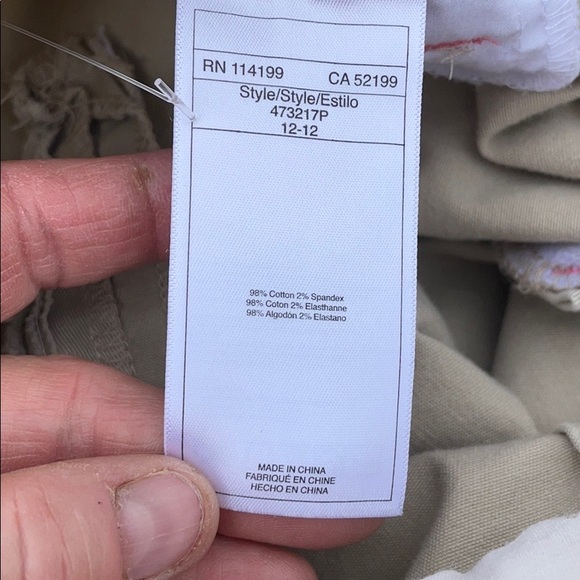 RN 114199 CA 52199
Style/Style/Estilo
473217P
12-12
98% Cotton 2% Spandex
98% Coton 2% Elasthanne
98% Algodón 2% Elastano
MADE IN CHINA
FABRIQUÉ EN CHINE
HECHO EN CHINA